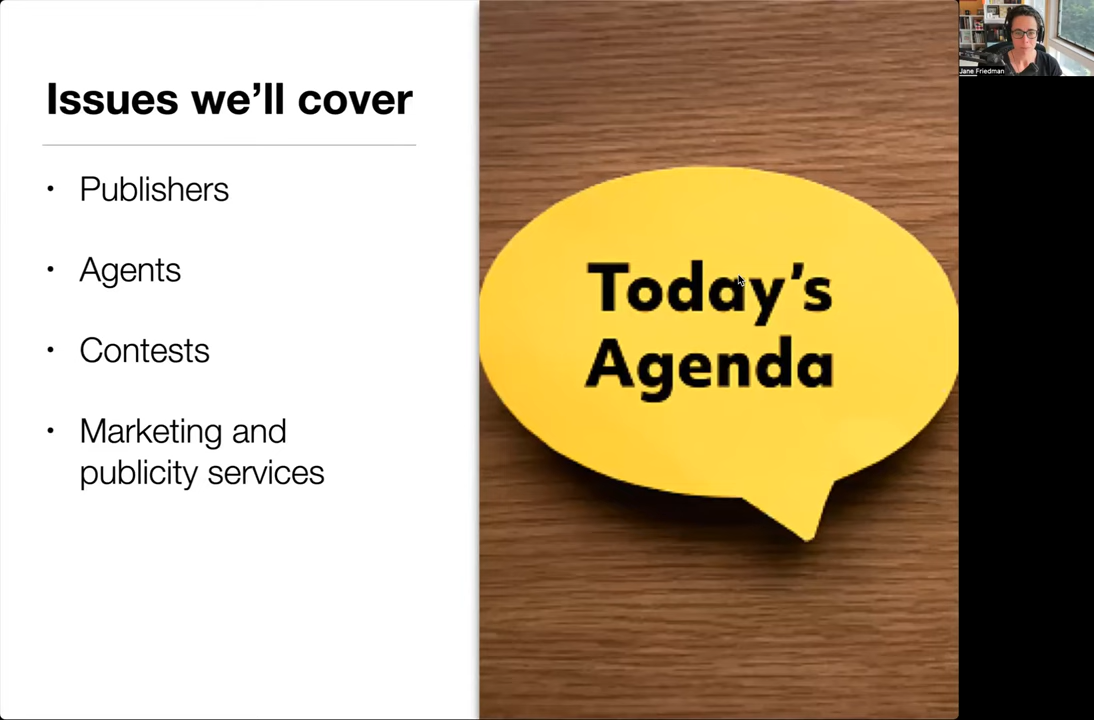 Issues we’ll cover
• Publishers
• Agents
• Contests
• Marketing and
publicity services
Today’s
Agenda
Jane Friedman